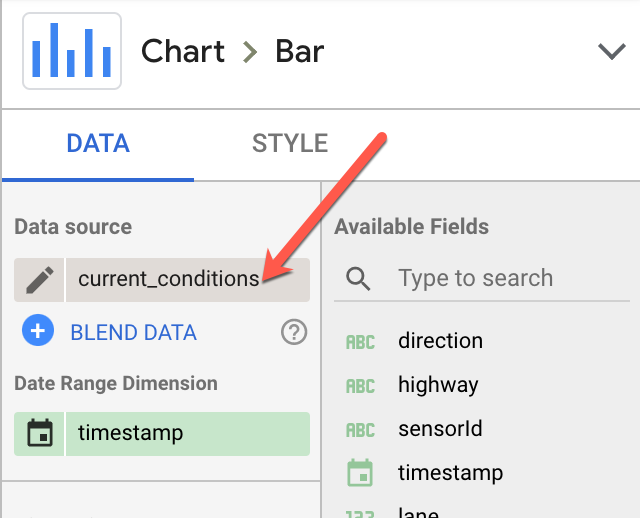 Chart > Bar
DATA
STYLE
Data source
current_conditions
BLEND DATA
Date Range Dimension
timestamp
Available Fields
Type to search
ABC direction
ABC highway
ABC sensorId
timestamp
123 lane